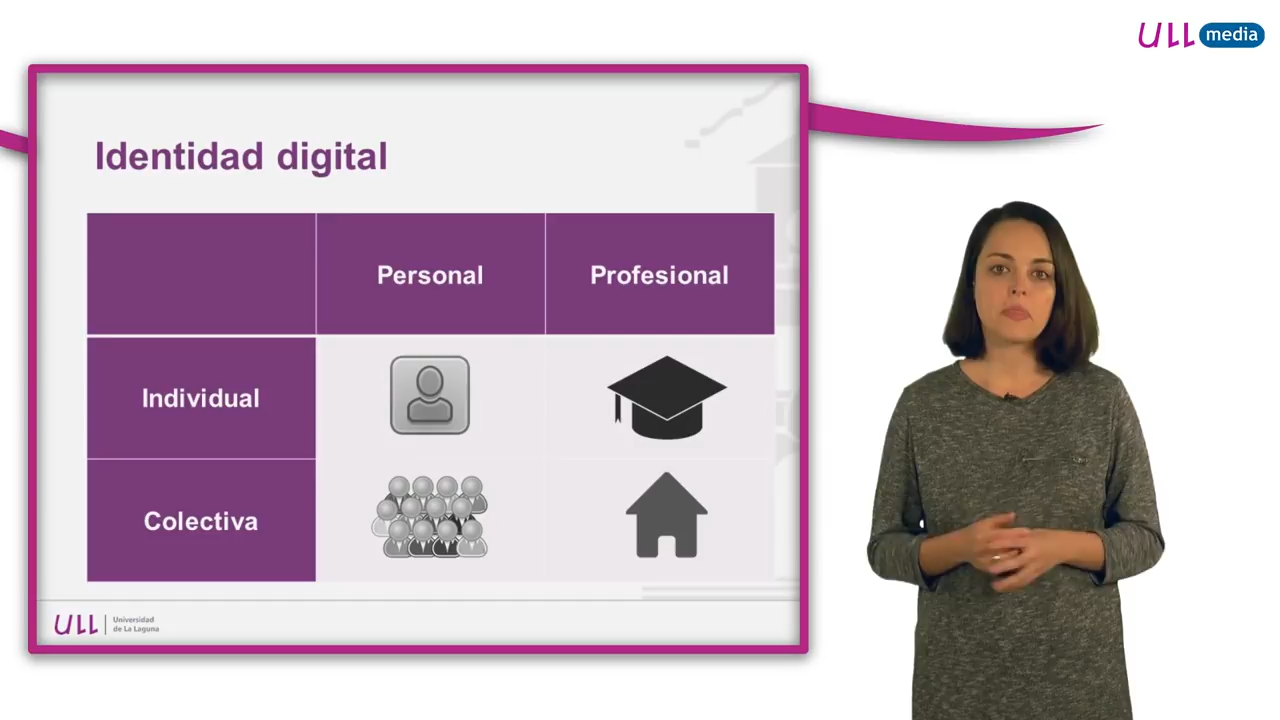 ULL media
Identidad digital
Personal
Profesional
Individual
Colectiva
ULL
Universidad
de La Laguna